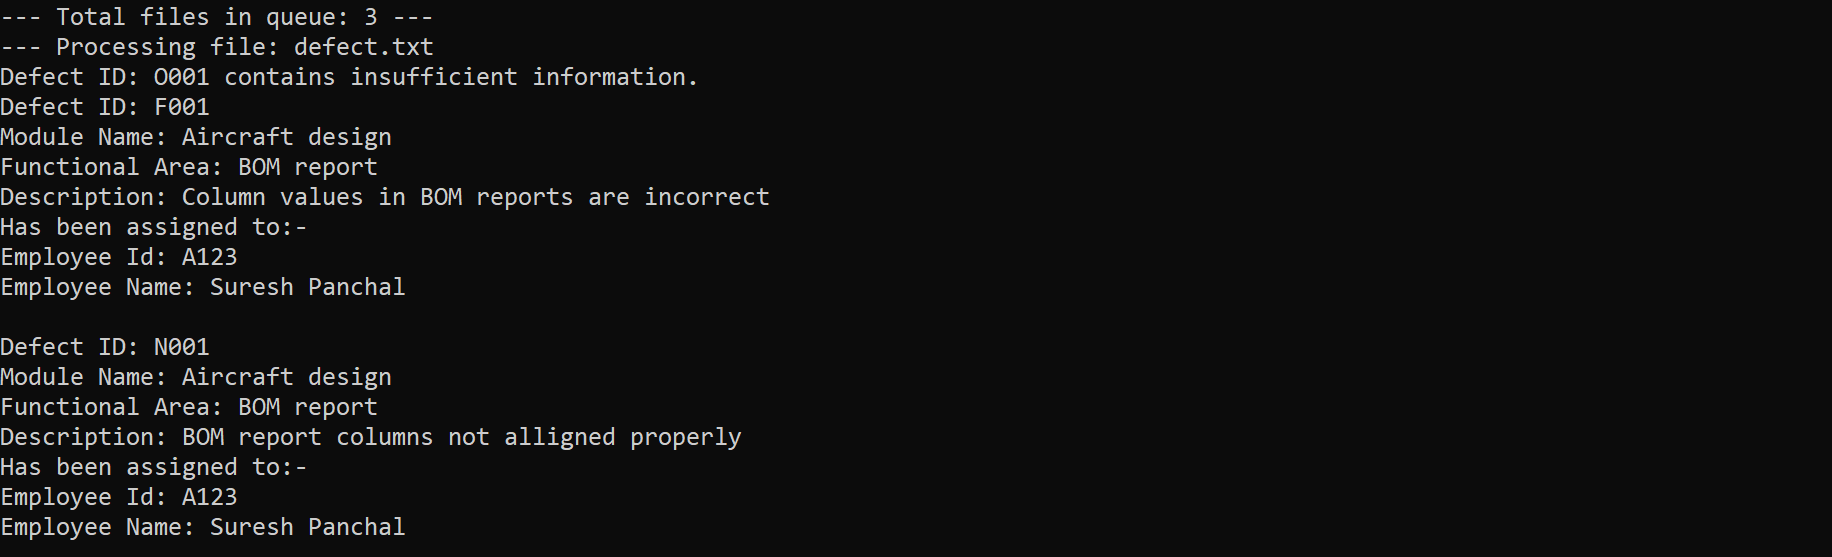 --- Total files in queue: 3 ---
--- Processing file: defect.txt
Defect ID: O001 contains insufficient information.
Defect ID: F001
Module Name: Aircraft design
Functional Area: BOM report
Description: Column values in BOM reports are incorrect
Has been assigned to:-
Employee Id: A123
Employee Name: Suresh Panchal
Defect ID: N001
Module Name: Aircraft design
Functional Area: BOM report
Description: BOM report columns not alligned properly
Has been assigned to:-
Employee Id: A123
Employee Name: Suresh Panchal